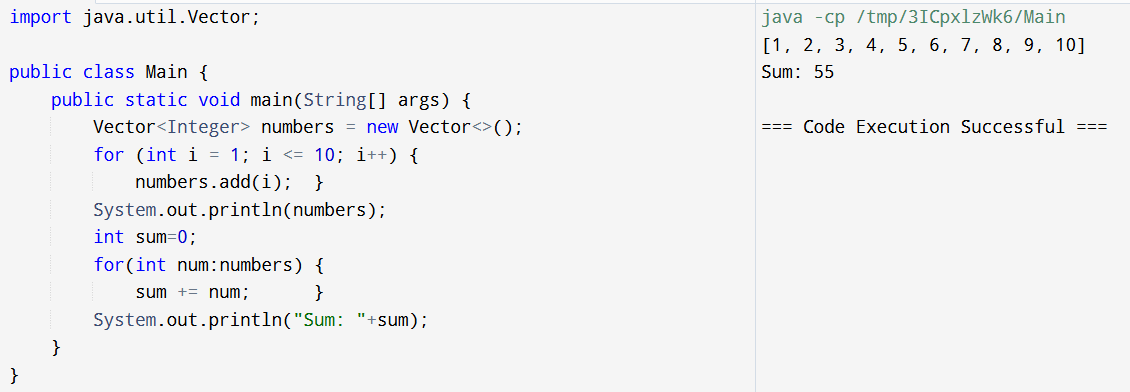 import java.util.Vector;
public class Main {
    public static void main(String[] args) {
        Vector<Integer> numbers = new Vector<>();
        for (int i = 1; i <= 10; i++) {
            numbers.add(i);  }
        System.out.println(numbers);
        int sum=0;
        for(int num:numbers) {
            sum += num;      }
        System.out.println("Sum: "+sum);
    }
}
java -cp /tmp/3ICpxlzWk6/Main
[1, 2, 3, 4, 5, 6, 7, 8, 9, 10]
Sum: 55
=== Code Execution Successful ===